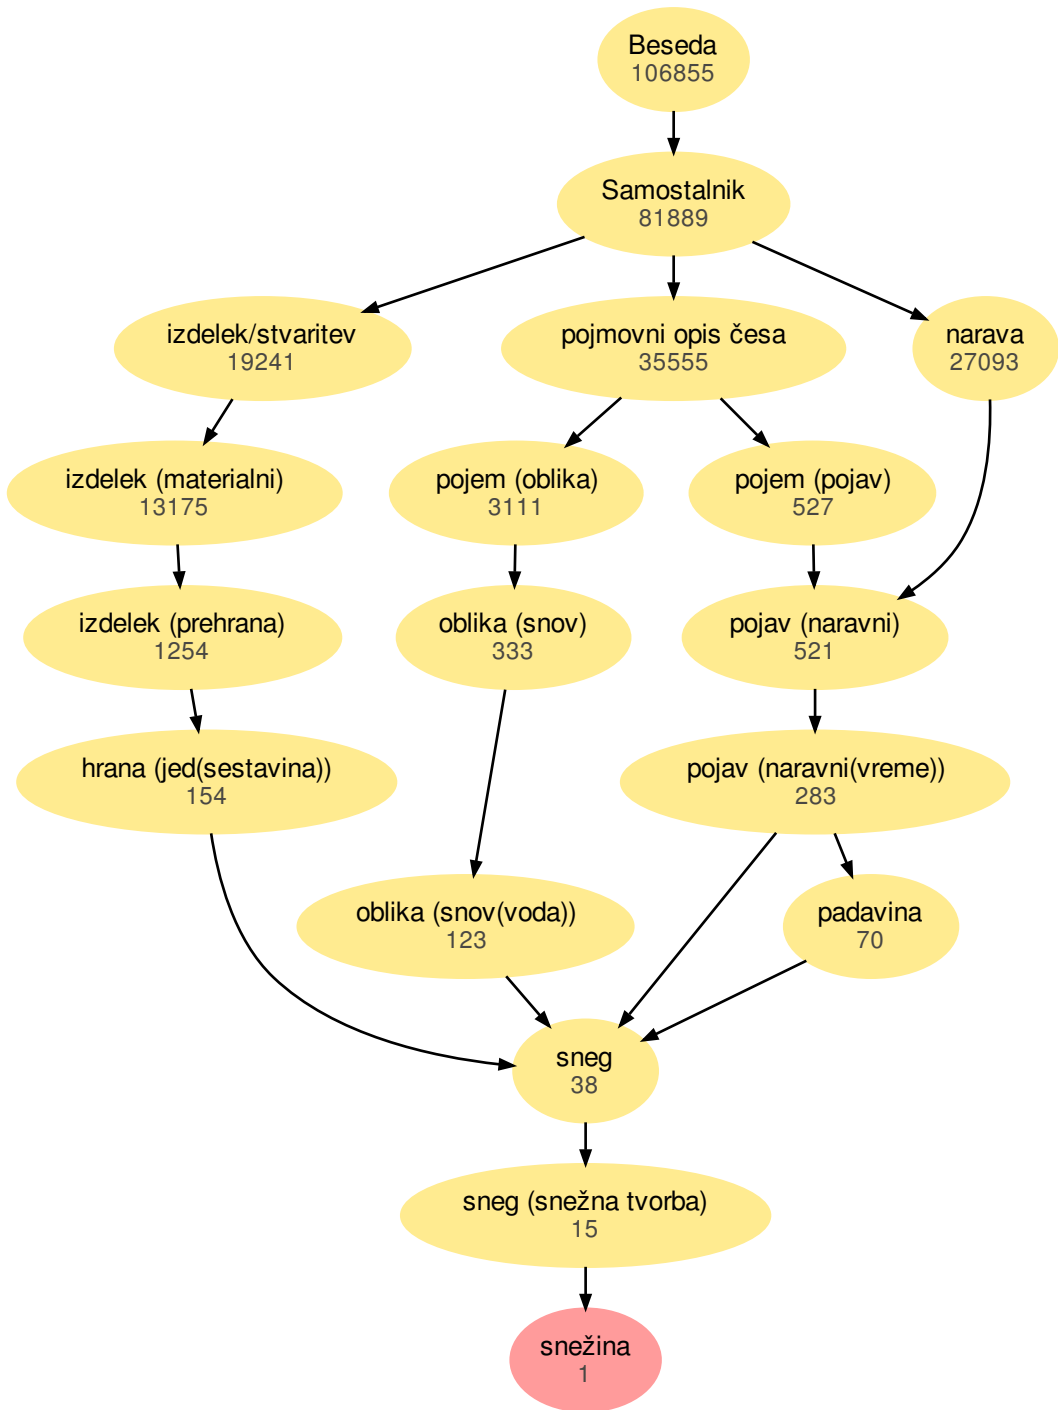 Beseda
106855
Samostalnik
81889
izdelek/stvaritev
19241
pojmovni opis česa
35555
narava
27093
izdelek (materialni)
13175
pojem (oblika)
3111
pojem (pojav)
527
izdelek (prehrana)
1254
oblika (snov)
333
pojav (naravni)
521
hrana (jed(sestavina))
154
pojav (naravni(vreme))
283
oblika (snov(voda))
123
padavina
70
sneg
38
sneg (snežna tvorba)
15
snežina
1